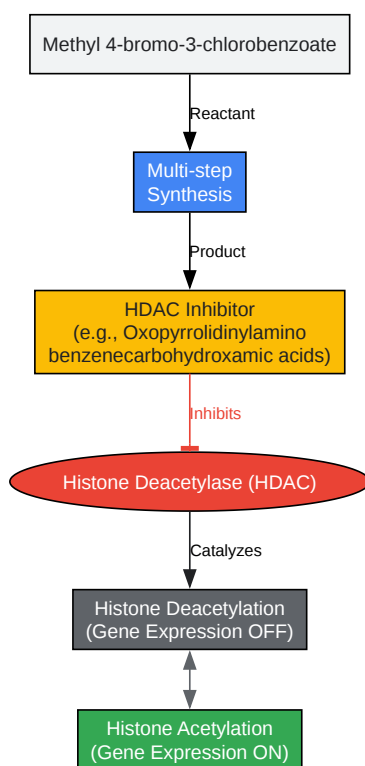 Methyl 4-bromo-3-chlorobenzoate
Reactant
Multi-step
Synthesis
Product
HDAC Inhibitor
(e.g., Oxopyrrolidinylamino
benzenecarbohydroxamic acids)
Inhibits
Histone Deacetylase (HDAC)
Catalyzes
Histone Deacetylation
(Gene Expression OFF)
Histone Acetylation
(Gene Expression ON)